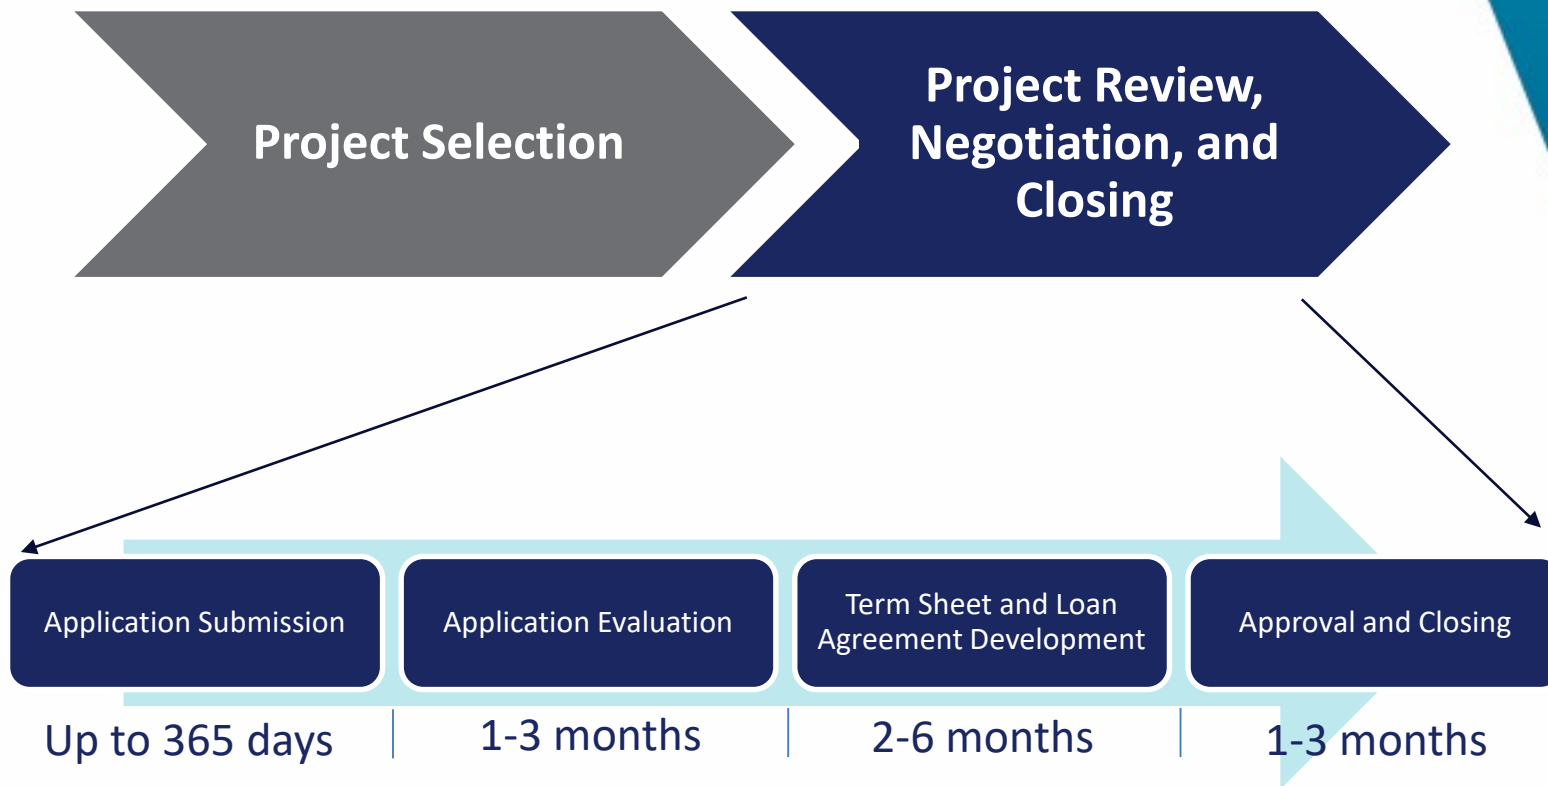 Project Selection
Project Review,
Negotiation, and
Closing
Application Submission
Application Evaluation
Term Sheet and Loan
Agreement Development
Approval and Closing
Up to 365 days
1-3 months
2-6 months
1-3 months